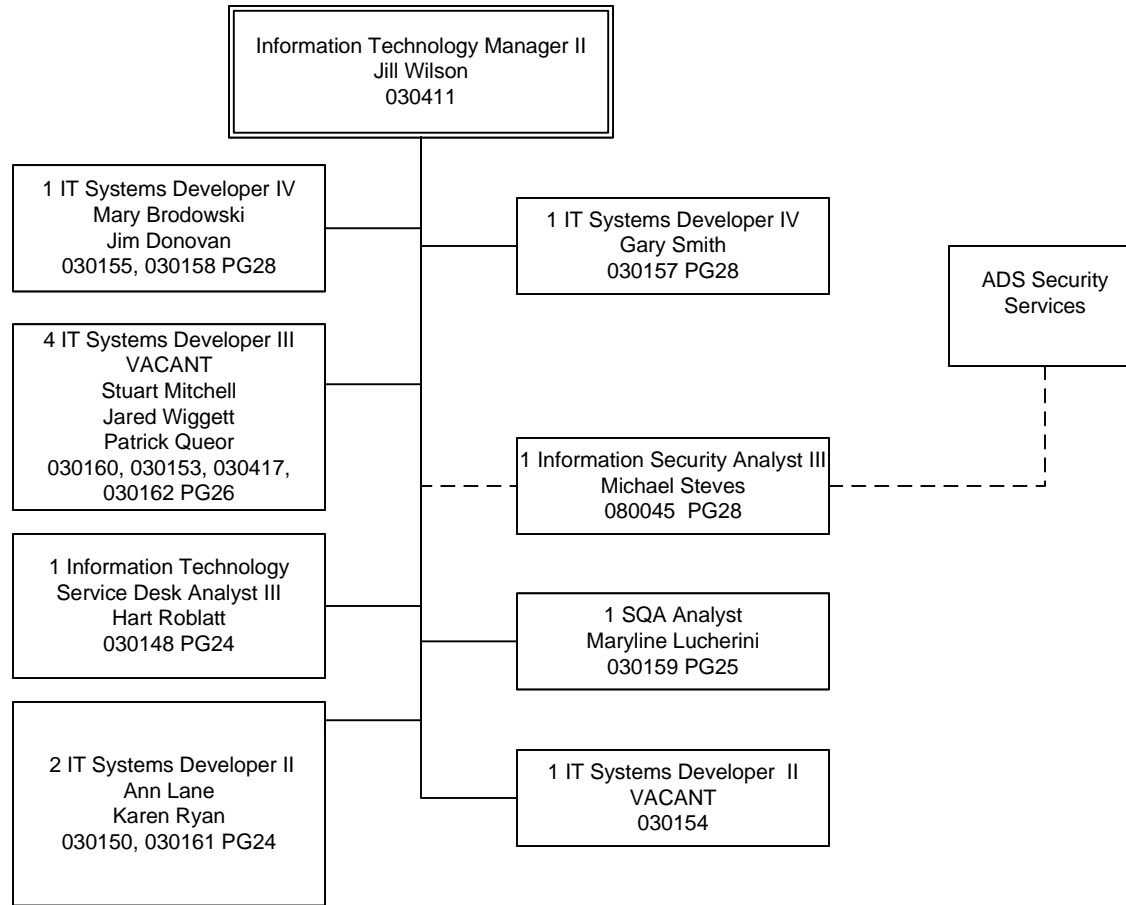 Information Technology Manager II
Jill Wilson
030411
1 IT Systems Developer IV
Mary Brodowski
Jim Donovan
030155, 030158 PG28
1 IT Systems Developer IV
Gary Smith
030157 PG28
ADS Security
Services
4 IT Systems Developer III
VACANT
Stuart Mitchell
Jared Wiggett
Patrick Queor
030160, 030153, 030417,
030162 PG26
1 Information Security Analyst III
Michael Steves
080045 PG28
1 Information Technology
Service Desk Analyst III
Hart Roblatt
030148 PG24
1 SQA Analyst
Maryline Lucherini
030159 PG25
2 IT Systems Developer II
Ann Lane
Karen Ryan
030150, 030161 PG24
1 IT Systems Developer II
VACANT
030154